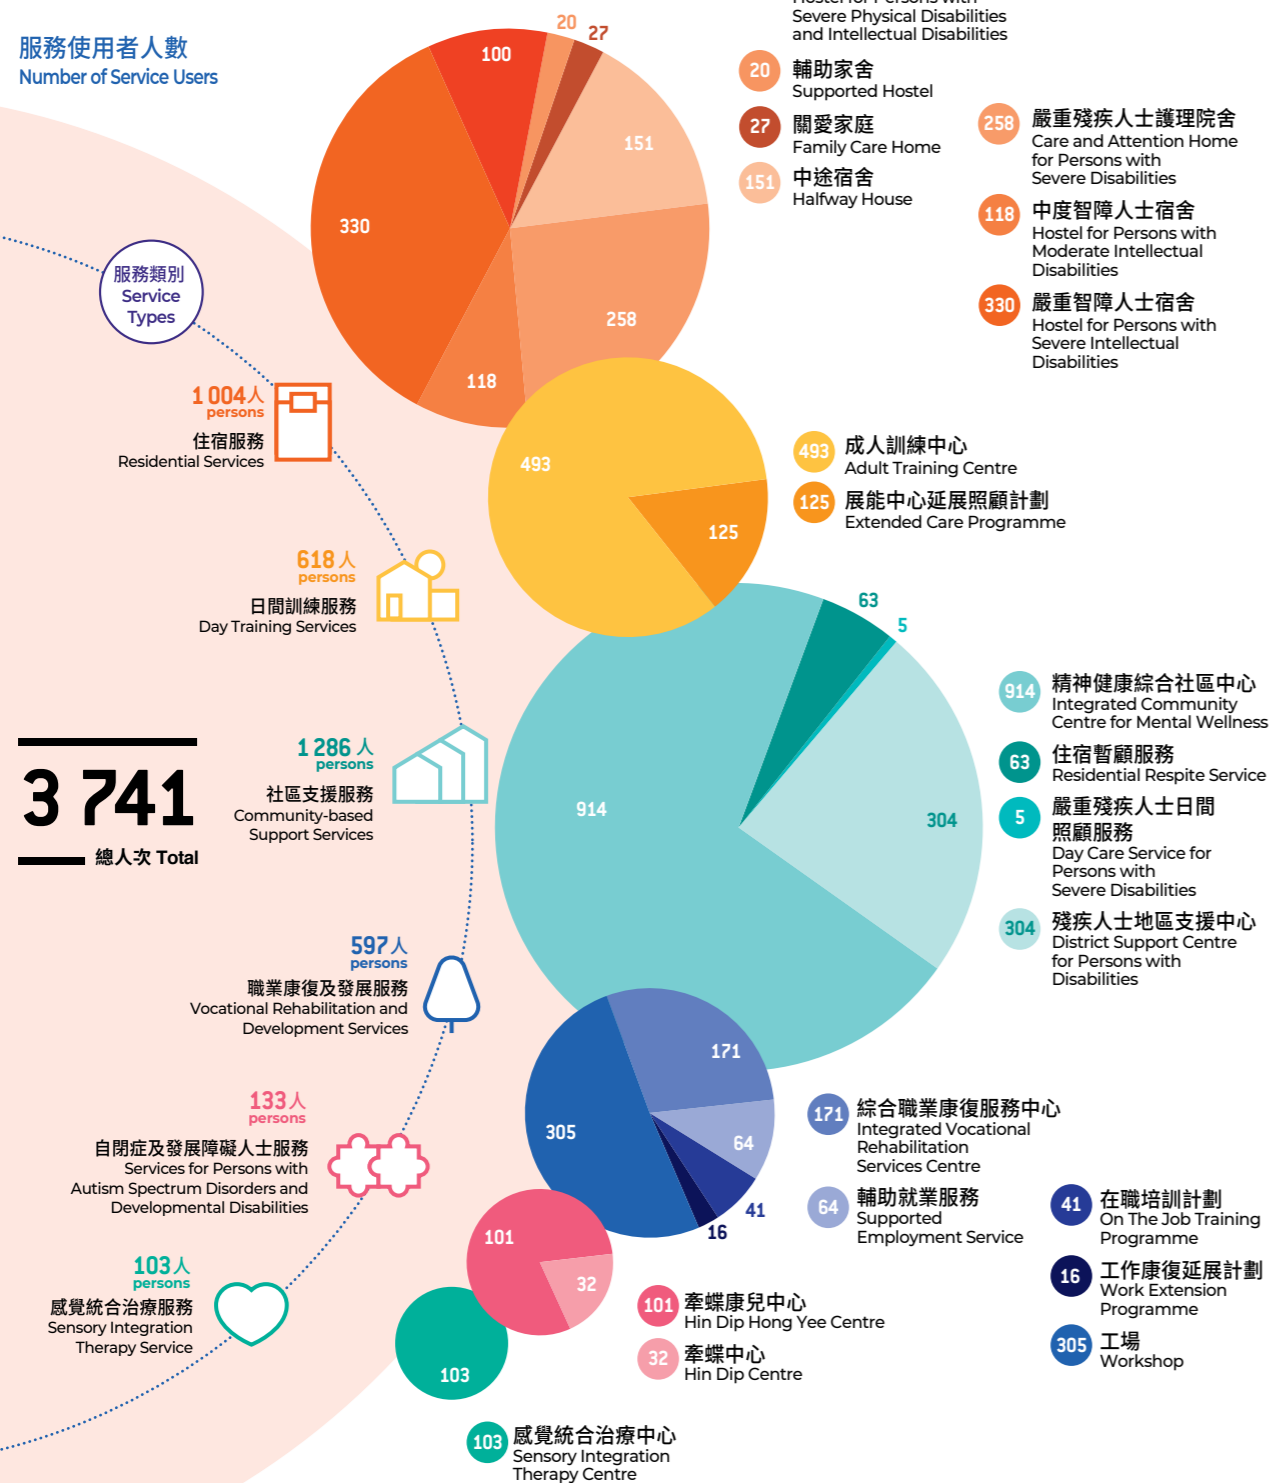 服務使用者人數
Number of Service Users
服務類別
Service
Types
1 004人
persons
住宿服務
Residential Services
618人
persons
日間訓練服務
Day Training Services
1 286人
persons
社區支援服務
Community-based
Support Services
597人
persons
職業康復及發展服務
Vocational Rehabilitation and
Development Services
133人
persons
自閉症及發展障礙人士服務
Services for Persons with
Autism Spectrum Disorders and
Developmental Disabilities
103人
persons
感覺統合治療服務
Sensory Integration
Therapy Service
3 741
總人次 Total
100
20
27
151
258
118
330
Hostel for Persons with
Severe Physical Disabilities
and Intellectual Disabilities
20
輔助家舍
Supported Hostel
27
關愛家庭
Family Care Home
151
中途宿舍
Halfway House
258
嚴重殘疾人士護理院舍
Care and Attention Home
for Persons with
Severe Disabilities
118
中度智障人士宿舍
Hostel for Persons with
Moderate Intellectual
Disabilities
330
嚴重智障人士宿舍
Hostel for Persons with
Severe Intellectual
Disabilities
493
125
493
成人訓練中心
Adult Training Centre
125
展能中心延展照顧計劃
Extended Care Programme
914
63
5
304
914
精神健康綜合社區中心
Integrated Community
Centre for Mental Wellness
63
住宿暫顧服務
Residential Respite Service
5
嚴重殘疾人士日間
照顧服務
Day Care Service for
Persons with
Severe Disabilities
304
殘疾人士地區支援中心
District Support Centre
for Persons with
Disabilities
171
64
41
16
305
171
綜合職業康復服務中心
Integrated Vocational
Rehabilitation
Services Centre
64
輔助就業服務
Supported
Employment Service
41
在職培訓計劃
On The Job Training
Programme
16
工作康復延展計劃
Work Extension
Programme
305
工場
Workshop
101
32
101
牽蝶康兒中心
Hin Dip Hong Yee Centre
32
牽蝶中心
Hin Dip Centre
103
103
感覺統合治療中心
Sensory Integration
Therapy Centre